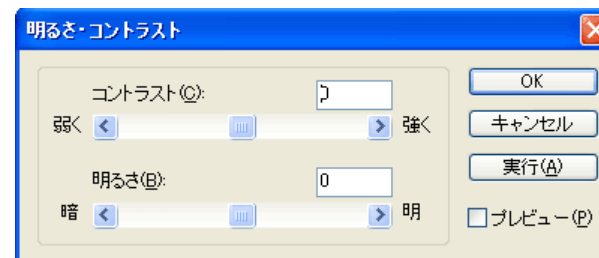 明るさ・コントラスト
コントラスト(C):
弱く
強く
明るさ(B):
0
暗
明
OK
キャンセル
実行(A)
プレビュー(P)